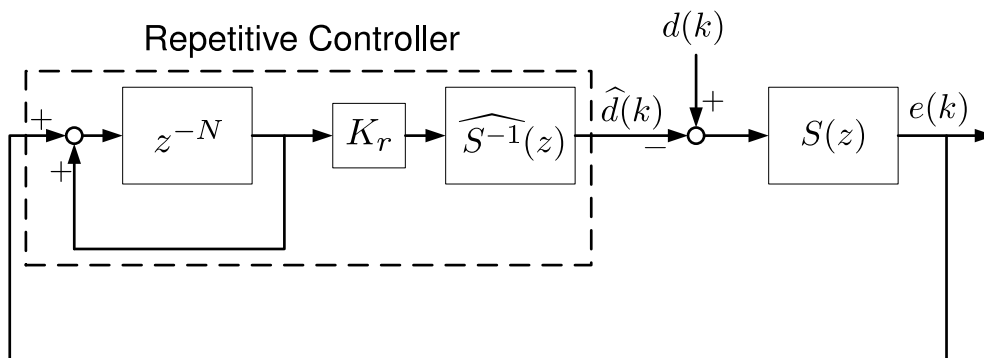 Repetitive Controller
d(k)
+
+
z^{-N}
K_r
\widehat{S^{-1}}(z)
\widehat{d}(k)
−
S(z)
e(k)
+